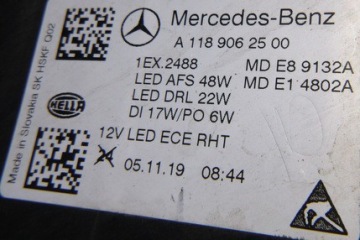 Mercedes-Benz
A 118 906 25 00
1EX.2488 MD E8 9132A
LED AFS 48W MD E1 4802A
LED DRL 22W
DI 17W/PO 6W
12V LED ECE RHT
24 05.11.19 08:44
HELLA
Made in Slovakia SK HSKF Q02